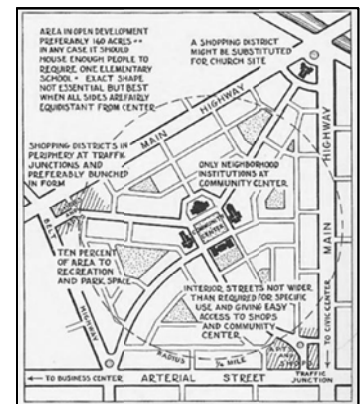 AREA IN OPEN DEVELOPMENT
PREFERABLY 160 ACRES --
IN ANY CASE IT SHOULD
HOUSE ENOUGH PEOPLE TO
REQUIRE ONE ELEMENTARY
SCHOOL - EXACT SHAPE
NOT ESSENTIAL BUT BEST
WHEN ALL SIDES ARE FAIRLY
EQUIDISTANT FROM CENTER
A SHOPPING DISTRICT
MIGHT BE SUBSTITUTED
FOR CHURCH SITE
MAIN HIGHWAY
HIGHWAY
MAIN
SHOPPING DISTRICTS IN
PERIPHERY AT TRAFFIC
JUNCTIONS AND
PREFERABLY BUNCHED
IN FORM
ONLY NEIGHBORHOOD
INSTITUTIONS AT
COMMUNITY CENTER
COMMUNITY
CENTER
BELT
HIGHWAY
TEN PERCENT
OF AREA TO
RECREATION
AND PARK SPACE
INTERIOR STREETS NOT WIDER
THAN REQUIRED FOR SPECIFIC
USE AND GIVING EASY
ACCESS TO SHOPS
AND COMMUNITY
CENTER
TO CIVIC CENTER
RADIUS
¼ MILE
SHOPS
TRAFFIC
JUNCTION
TO BUSINESS CENTER
ARTERIAL STREET